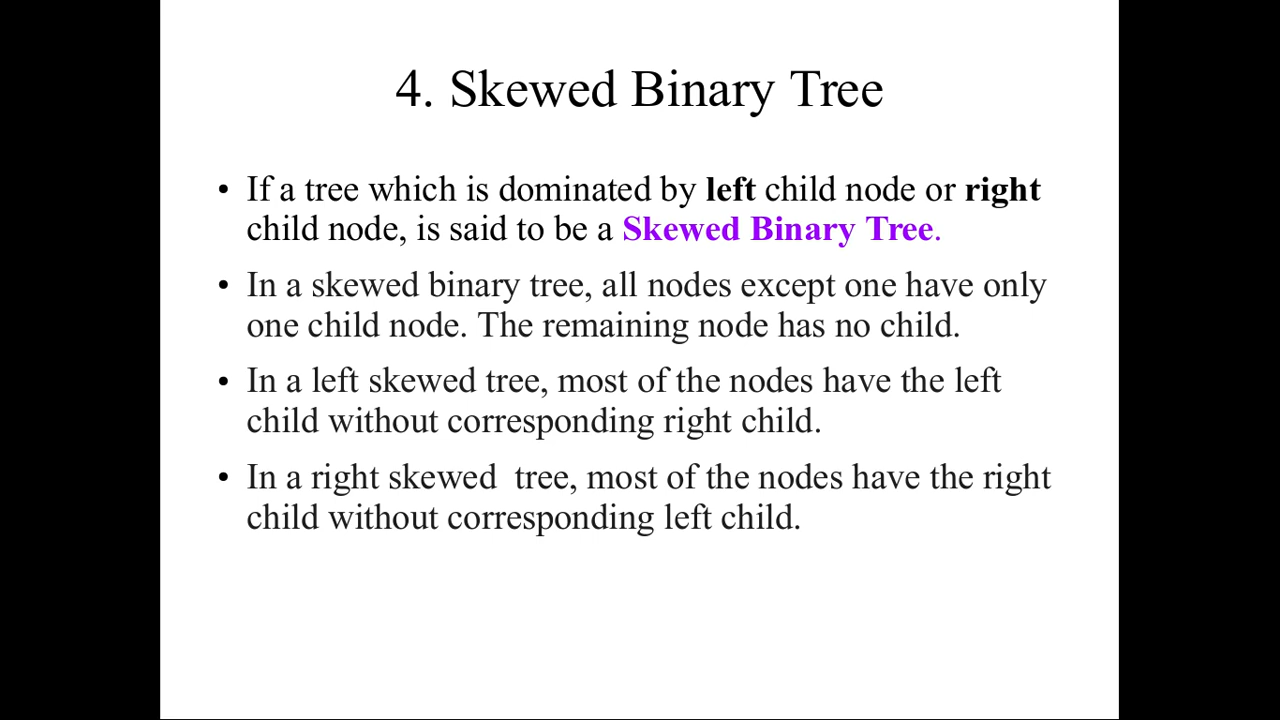 4. Skewed Binary Tree
• If a tree which is dominated by left child node or right
child node, is said to be a Skewed Binary Tree.
• In a skewed binary tree, all nodes except one have only
one child node. The remaining node has no child.
• In a left skewed tree, most of the nodes have the left
child without corresponding right child.
• In a right skewed  tree, most of the nodes have the right
child without corresponding left child.